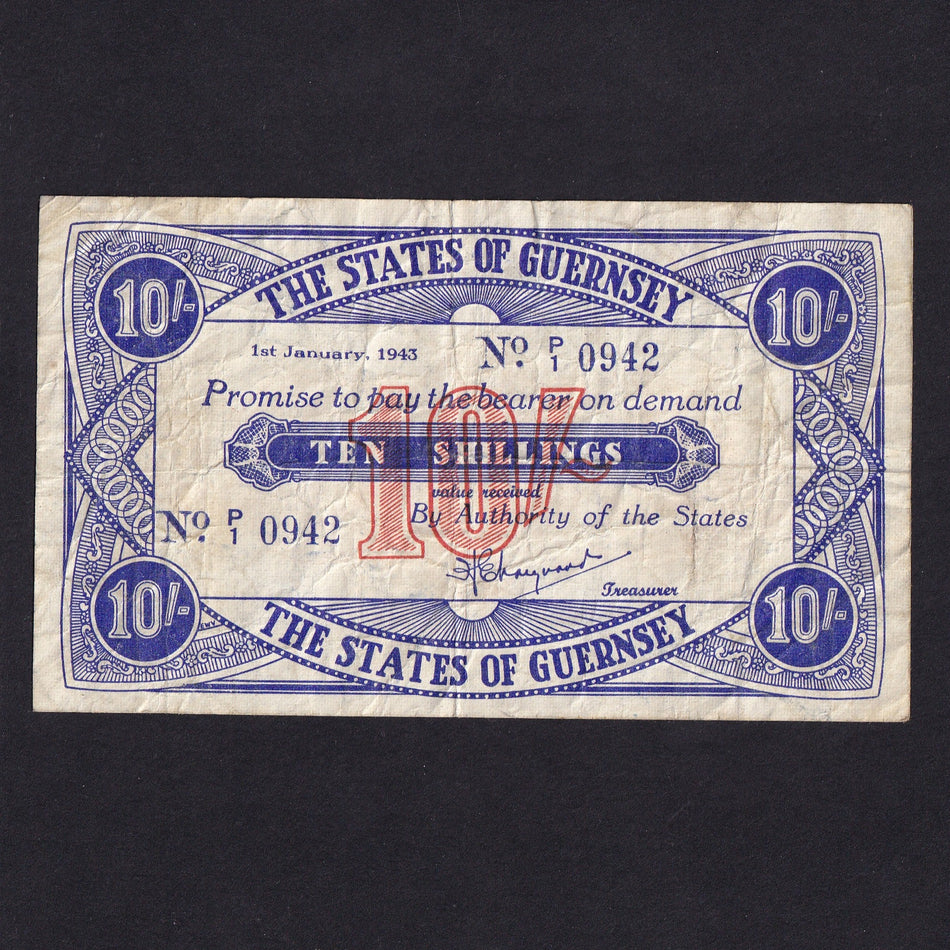 THE STATES OF GUERNSEY
10/- 10/-
1st January, 1943 No. P/1 0942
Promise to pay the bearer on demand
10/-
TEN SHILLINGS
value received
No. P/1 0942 By Authority of the States
Treasurer
10/- 10/-
THE STATES OF GUERNSEY